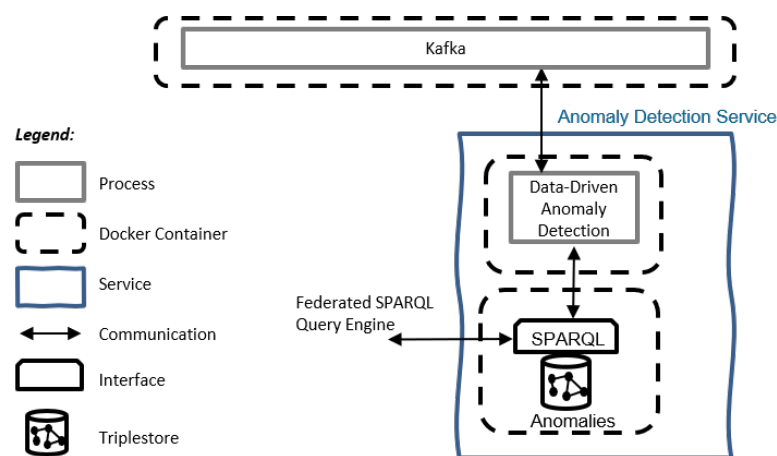 Kafka
Anomaly Detection Service
Legend:
Process
Docker Container
Service
Communication
Interface
Triplestore
Data-Driven
Anomaly
Detection
Federated SPARQL
Query Engine
SPARQL
Anomalies